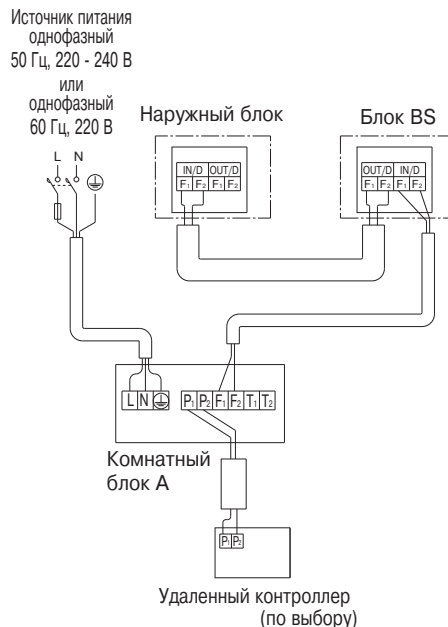 Источник питания
однофазный
50 Гц, 220 - 240 В
или
однофазный
60 Гц, 220 В
L N
Наружный блок
IN/D OUT/D
F1 F2 F1 F2
Блок BS
OUT/D IN/D
F1 F2 F1 F2
L N
P1 P2 F1 F2 T1 T2
Комнатный
блок А
P1 P2
Удаленный контроллер
(по выбору)